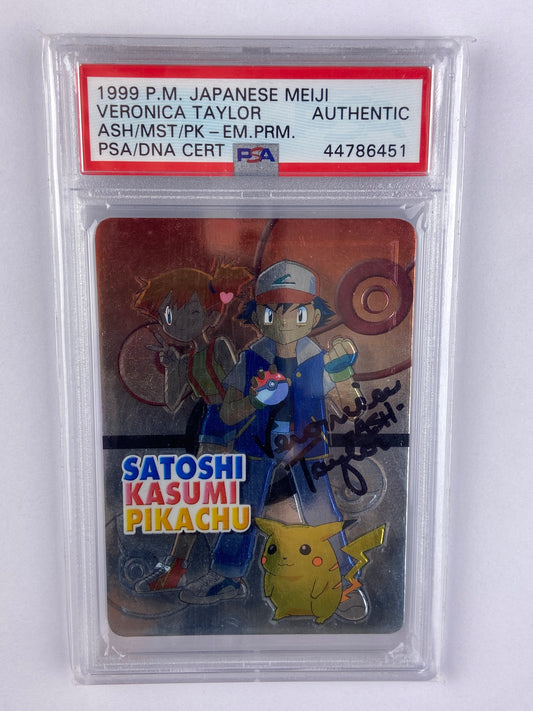 1999 P.M. JAPANESE MEIJI
VERONICA TAYLOR AUTHENTIC
ASH/MST/PK-EM.PRM.
PSA/DNA CERT PSA 44786451
Veronica
"ASH"
Taylor
SATOSHI
KASUMI
PIKACHU